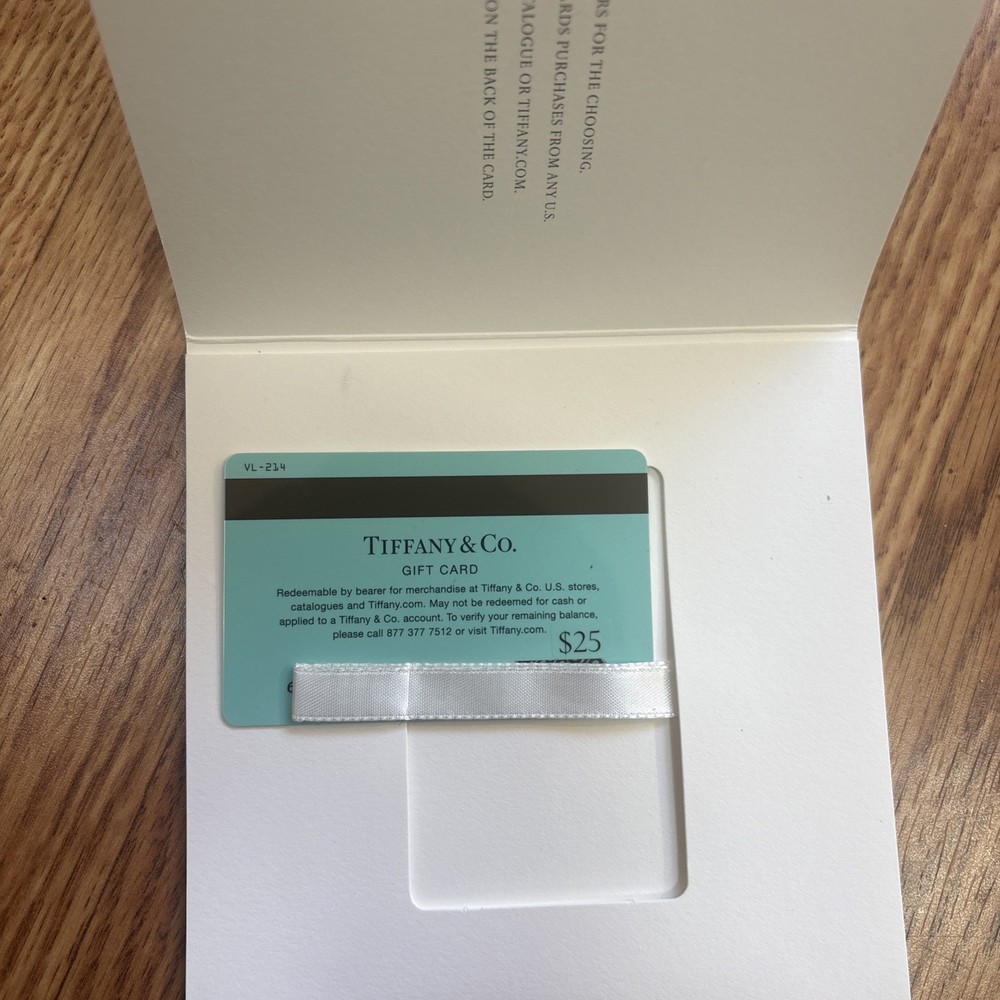 RS FOR THE CHOOSING.
ARDS PURCHASES FROM ANY U.S.
ALOGUE OR TIFFANY.COM.
ON THE BACK OF THE CARD.
VL-214
TIFFANY & CO.
GIFT CARD
Redeemable by bearer for merchandise at Tiffany & Co. U.S. stores,
catalogues and Tiffany.com. May not be redeemed for cash or
applied to a Tiffany & Co. account. To verify your remaining balance,
please call 877 377 7512 or visit Tiffany.com.
$25
6